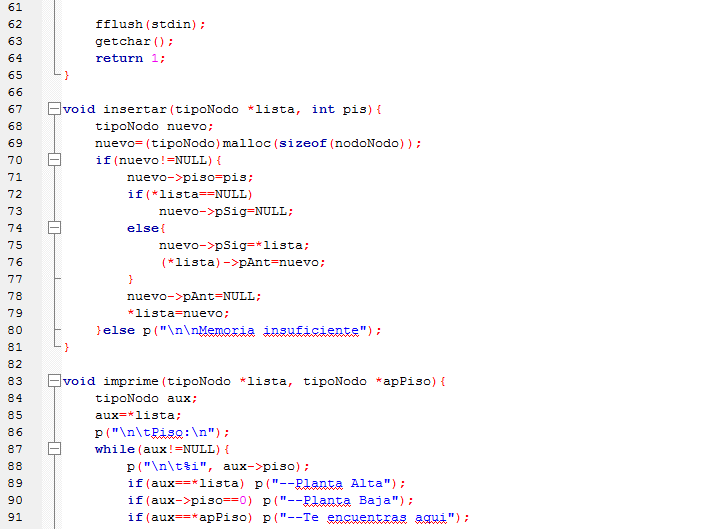 61
62 fflush(stdin);
63 getchar();
64 return 1;
65 }
66
67 void insertar(tipoNodo *lista, int pis){
68 tipoNodo nuevo;
69 nuevo=(tipoNodo)malloc(sizeof(nodoNodo));
70 if(nuevo!=NULL){
71 nuevo->piso=pis;
72 if(*lista==NULL)
73 nuevo->pSig=NULL;
74 else{
75 nuevo->pSig=*lista;
76 (*lista)->pAnt=nuevo;
77 }
78 nuevo->pAnt=NULL;
79 *lista=nuevo;
80 }else p("\n\nMemoria insuficiente");
81 }
82
83 void imprime(tipoNodo *lista, tipoNodo *apPiso){
84 tipoNodo aux;
85 aux=*lista;
86 p("\n\tPiso:\n");
87 while(aux!=NULL){
88 p("\n\t%i", aux->piso);
89 if(aux==*lista) p("--Planta Alta");
90 if(aux->piso==0) p("--Planta Baja");
91 if(aux==*apPiso) p("--Te encuentras aqui");